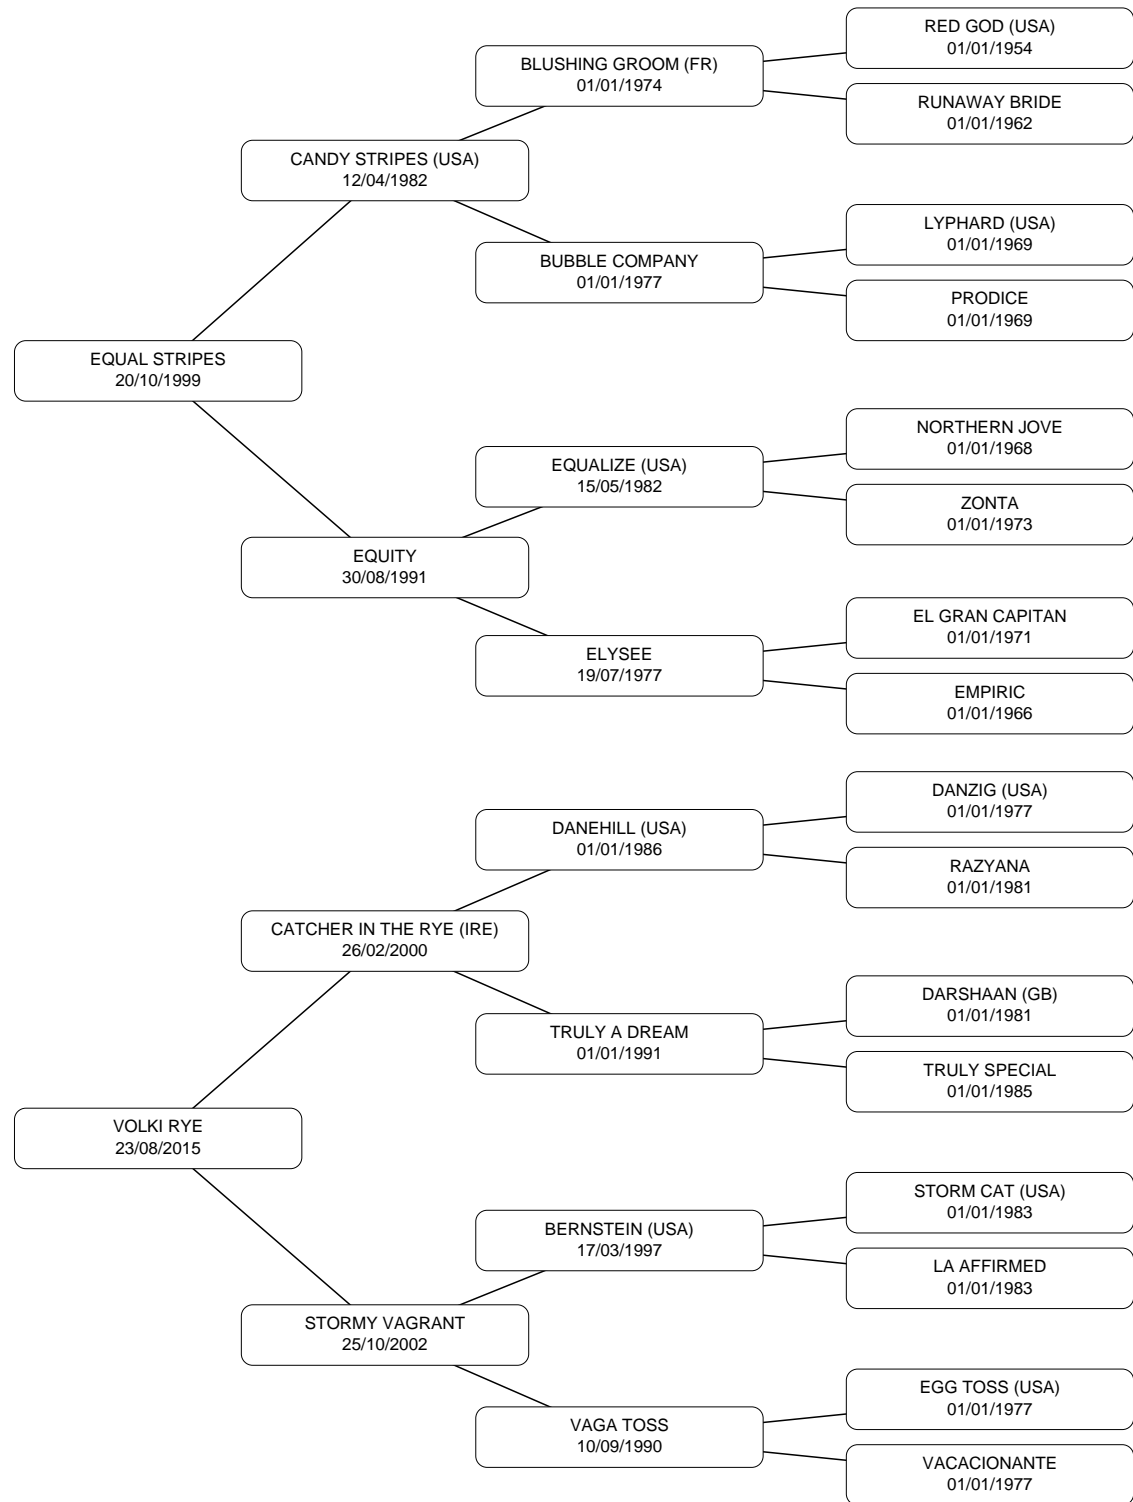 RED GOD (USA)
01/01/1954
BLUSHING GROOM (FR)
01/01/1974
RUNAWAY BRIDE
01/01/1962
CANDY STRIPES (USA)
12/04/1982
LYPHARD (USA)
01/01/1969
BUBBLE COMPANY
01/01/1977
PRODICE
01/01/1969
EQUAL STRIPES
20/10/1999
NORTHERN JOVE
01/01/1968
EQUALIZE (USA)
15/05/1982
ZONTA
01/01/1973
EQUITY
30/08/1991
EL GRAN CAPITAN
01/01/1971
ELYSEE
19/07/1977
EMPIRIC
01/01/1966
DANZIG (USA)
01/01/1977
DANEHILL (USA)
01/01/1986
RAZYANA
01/01/1981
CATCHER IN THE RYE (IRE)
26/02/2000
DARSHAAN (GB)
01/01/1981
TRULY A DREAM
01/01/1991
TRULY SPECIAL
01/01/1985
VOLKI RYE
23/08/2015
STORM CAT (USA)
01/01/1983
BERNSTEIN (USA)
17/03/1997
LA AFFIRMED
01/01/1983
STORMY VAGRANT
25/10/2002
EGG TOSS (USA)
01/01/1977
VAGA TOSS
10/09/1990
VACACIONANTE
01/01/1977